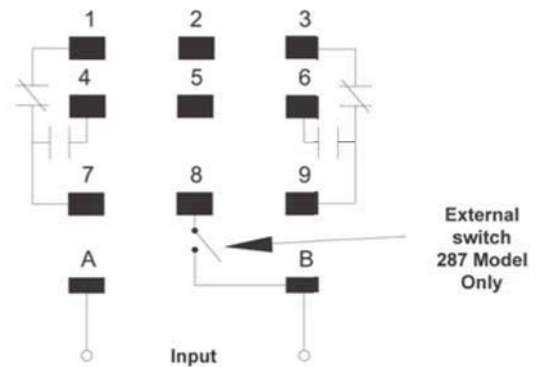 1 2 3
4 5 6
7 8 9
External
switch
287 Model
Only
A B
Input